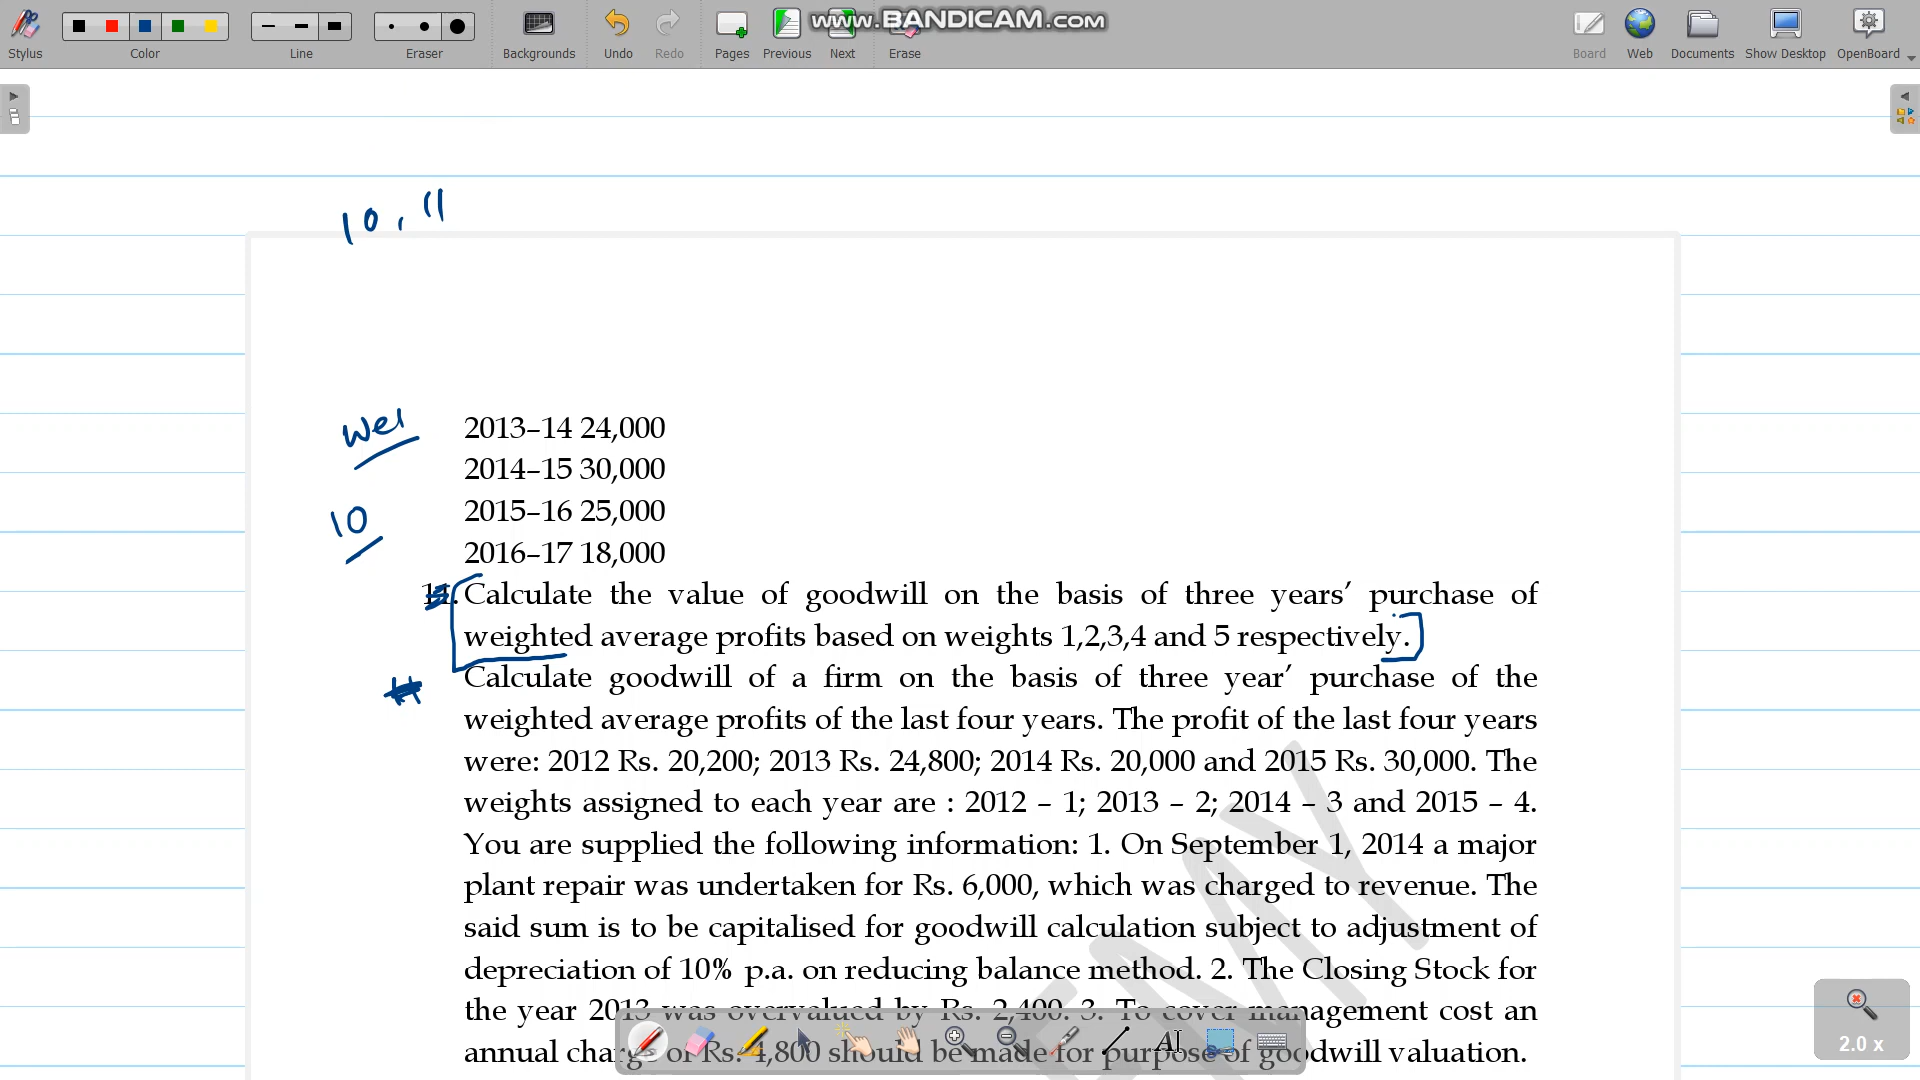 www.BANDICAM.com
Stylus Color Line Eraser Backgrounds Undo Redo Pages Previous Next Erase Board Web Documents Show Desktop OpenBoard
10, 11
wei
2013–14 24,000
2014–15 30,000
10
2015–16 25,000
2016–17 18,000
11. Calculate the value of goodwill on the basis of three years’ purchase of
weighted average profits based on weights 1,2,3,4 and 5 respectively.
Calculate goodwill of a firm on the basis of three year’ purchase of the
weighted average profits of the last four years. The profit of the last four years
were: 2012 Rs. 20,200; 2013 Rs. 24,800; 2014 Rs. 20,000 and 2015 Rs. 30,000. The
weights assigned to each year are : 2012 – 1; 2013 – 2; 2014 – 3 and 2015 – 4.
You are supplied the following information: 1. On September 1, 2014 a major
plant repair was undertaken for Rs. 6,000, which was charged to revenue. The
said sum is to be capitalised for goodwill calculation subject to adjustment of
depreciation of 10% p.a. on reducing balance method. 2. The Closing Stock for
the year 2013 was overvalued by Rs. 2,400. 3. To cover management cost an
annual charge of Rs. 4,800 should be made for purpose of goodwill valuation.
2.0 x